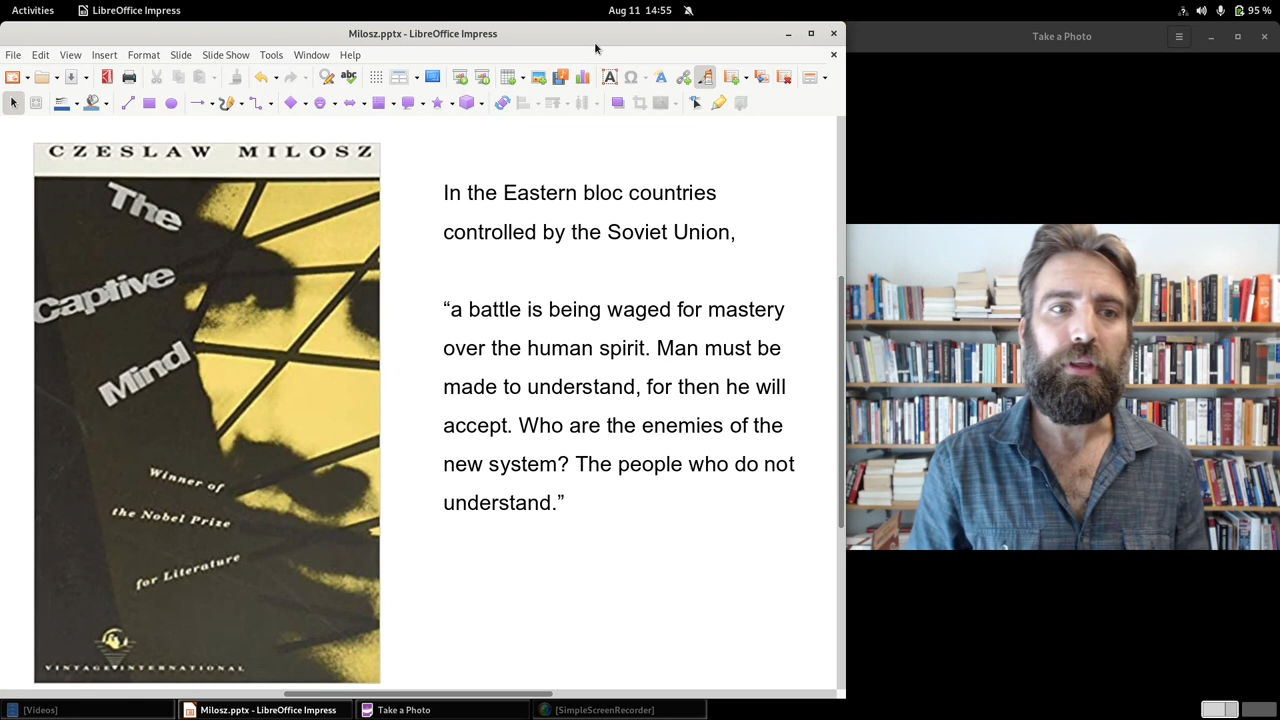 Activities
LibreOffice Impress
Aug 11 14:55
95 %
Milosz.pptx - LibreOffice Impress
Take a Photo
File Edit View Insert Format Slide Slide Show Tools Window Help
CZESLAW MILOSZ
The
Captive
Mind
Winner of
the Nobel Prize
for Literature
VINTAGE INTERNATIONAL
In the Eastern bloc countries
controlled by the Soviet Union,
“a battle is being waged for mastery
over the human spirit. Man must be
made to understand, for then he will
accept. Who are the enemies of the
new system? The people who do not
understand.”
[Videos]
Milosz.pptx - LibreOffice Impress
Take a Photo
[SimpleScreenRecorder]